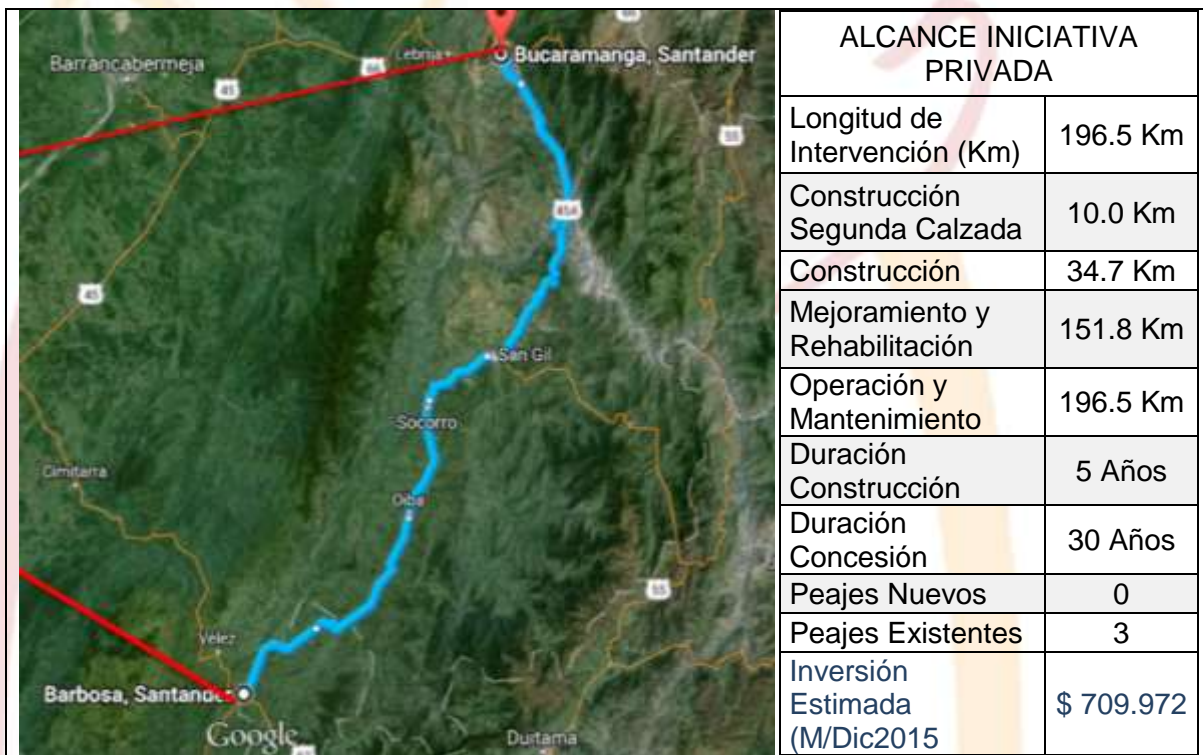 Barrancabermeja
Lebrija
Bucaramanga, Santander
66
45
55
45A
45
San Gil
Socorro
Cimitarra
Oiba
55
Vélez
Barbosa, Santander
Google
Duitama
ALCANCE INICIATIVA
PRIVADA
Longitud de
Intervención (Km)
196.5 Km
Construcción
Segunda Calzada
10.0 Km
Construcción
34.7 Km
Mejoramiento y
Rehabilitación
151.8 Km
Operación y
Mantenimiento
196.5 Km
Duración
Construcción
5 Años
Duración
Concesión
30 Años
Peajes Nuevos
0
Peajes Existentes
3
Inversión
Estimada
(M/Dic2015
$ 709.972